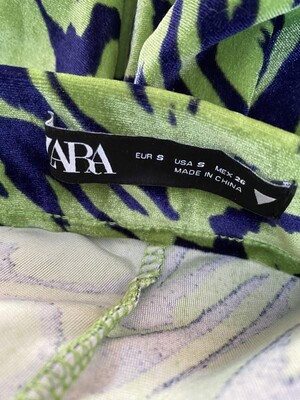 ZARA
EUR S USA S MEX 26
MADE IN CHINA